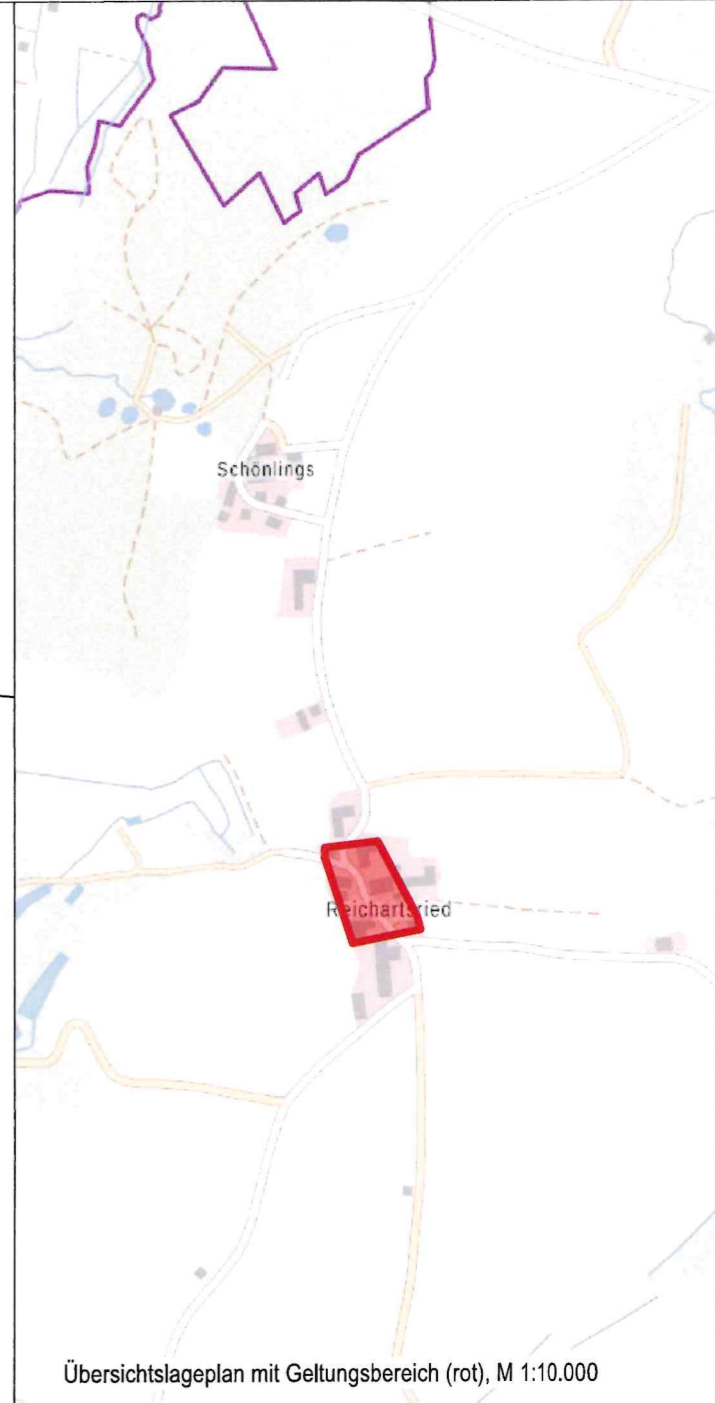 Schönlings
Reichartsried
Übersichtslageplan mit Geltungsbereich (rot), M 1:10.000